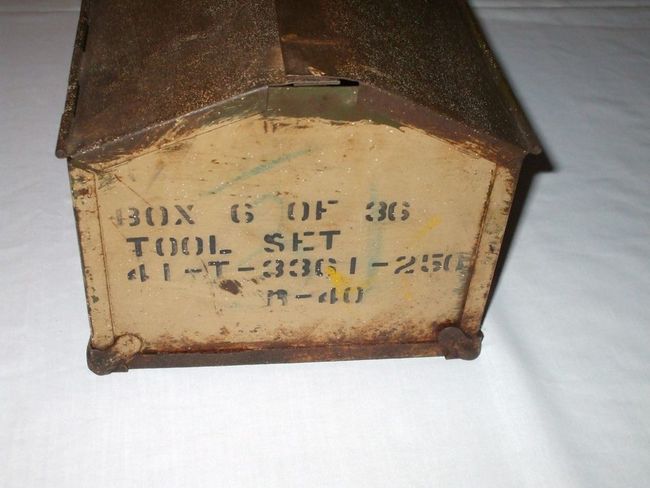 BOX 6 OF 36
TOOL SET
41-T-3361-250
M-40